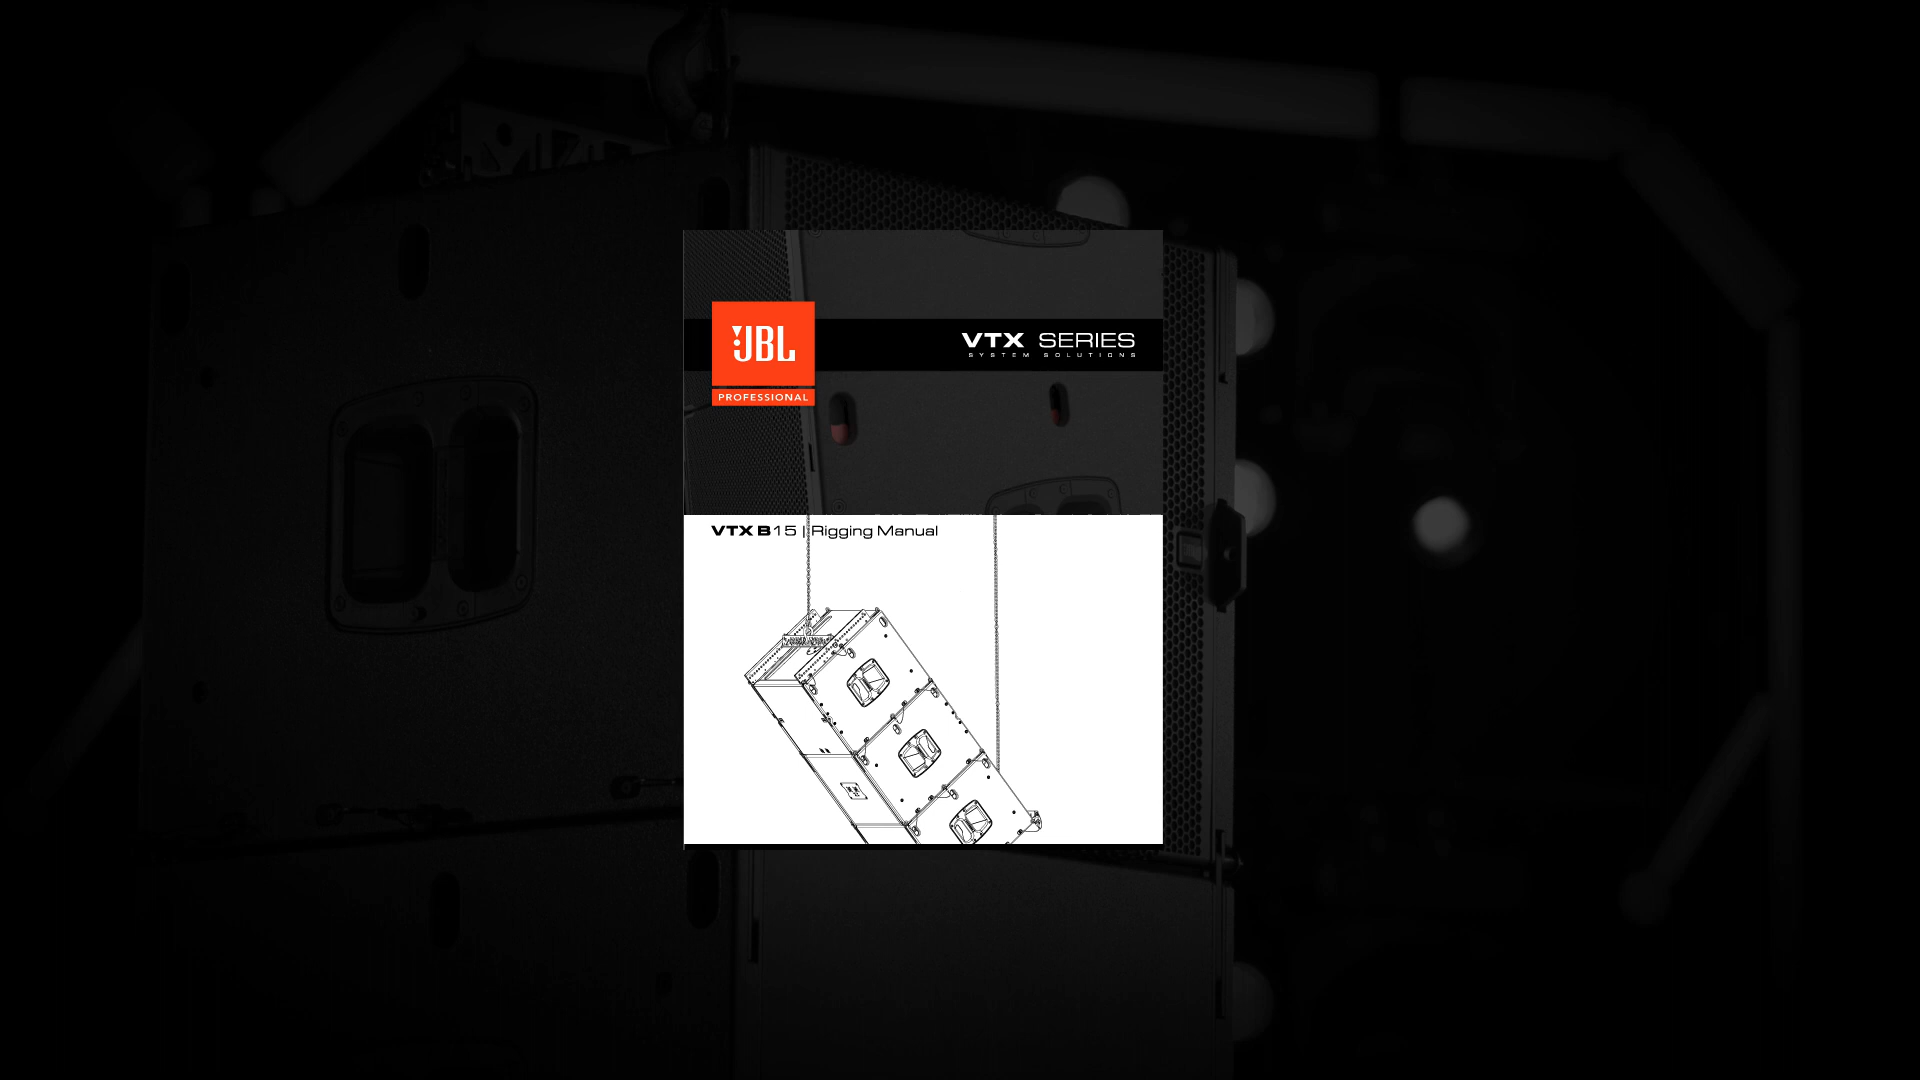 JBL
PROFESSIONAL
VTX SERIES
SYSTEM SOLUTIONS
VTX B15 | Rigging Manual